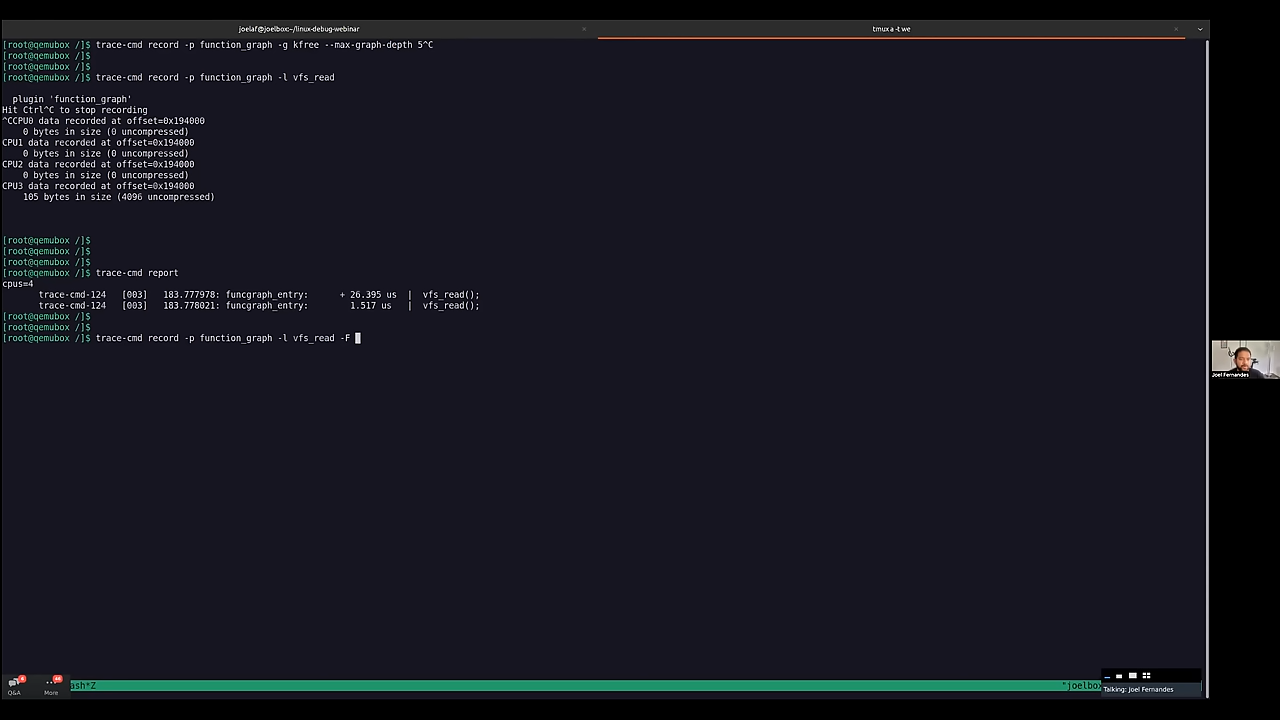 joelaf@joelbox:~/linux-debug-webinar
tmux a -t we
[root@qemubox /]$ trace-cmd record -p function_graph -g kfree --max-graph-depth 5^C
[root@qemubox /]$
[root@qemubox /]$
[root@qemubox /]$ trace-cmd record -p function_graph -l vfs_read
plugin 'function_graph'
Hit Ctrl^C to stop recording
^CCPU0 data recorded at offset=0x194000
0 bytes in size (0 uncompressed)
CPU1 data recorded at offset=0x194000
0 bytes in size (0 uncompressed)
CPU2 data recorded at offset=0x194000
0 bytes in size (0 uncompressed)
CPU3 data recorded at offset=0x194000
105 bytes in size (4096 uncompressed)
[root@qemubox /]$
[root@qemubox /]$
[root@qemubox /]$
[root@qemubox /]$ trace-cmd report
cpus=4
trace-cmd-124 [003] 183.777978: funcgraph_entry: + 26.395 us | vfs_read();
trace-cmd-124 [003] 183.778021: funcgraph_entry: 1.517 us | vfs_read();
[root@qemubox /]$
[root@qemubox /]$
[root@qemubox /]$ trace-cmd record -p function_graph -l vfs_read -F
Joel Fernandes
ash*Z
"joelbo
Q&A
More
Talking: Joel Fernandes